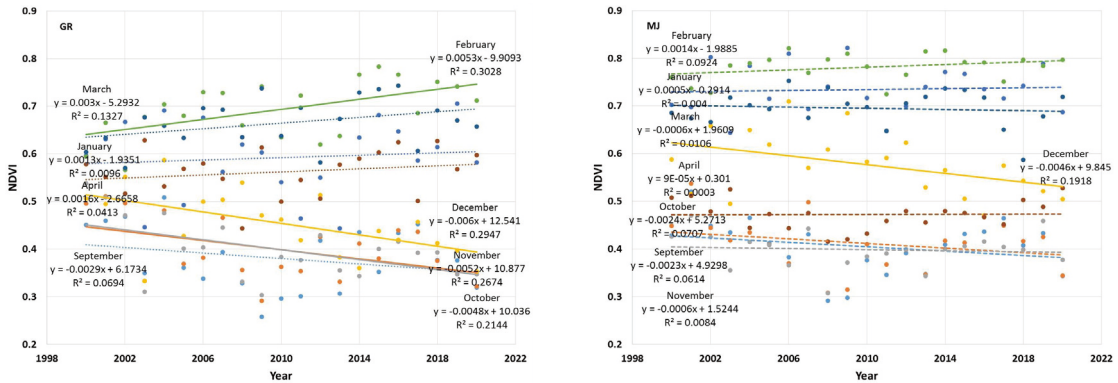 GR
February
y = 0.0053x - 9.9093
R² = 0.3028
March
y = 0.003x - 5.2932
R² = 0.1327
January
y = 0.0013x - 1.9351
R² = 0.0096
April
y = 0.0016x - 2.6658
R² = 0.0413
December
y = -0.006x + 12.541
R² = 0.2947
September
y = -0.0029x + 6.1734
R² = 0.0694
November
y = -0.0052x + 10.877
R² = 0.2674
October
y = -0.0048x + 10.036
R² = 0.2144
NDVI
0.9
0.8
0.7
0.6
0.5
0.4
0.3
0.2
1998
2002
2006
2010
2014
2018
2022
Year
MJ
February
y = 0.0014x - 1.9885
R² = 0.0924
January
y = 0.0005x - 0.2914
R² = 0.004
March
y = -0.0006x + 1.9609
R² = 0.0106
April
y = 9E-05x + 0.301
R² = 0.0003
December
y = -0.0046x + 9.845
R² = 0.1918
October
y = -0.0024x + 5.2713
R² = 0.0707
September
y = -0.0023x + 4.9298
R² = 0.0614
November
y = -0.0006x + 1.5244
R² = 0.0084
NDVI
0.9
0.8
0.7
0.6
0.5
0.4
0.3
0.2
1998
2002
2006
2010
2014
2018
2022
Year